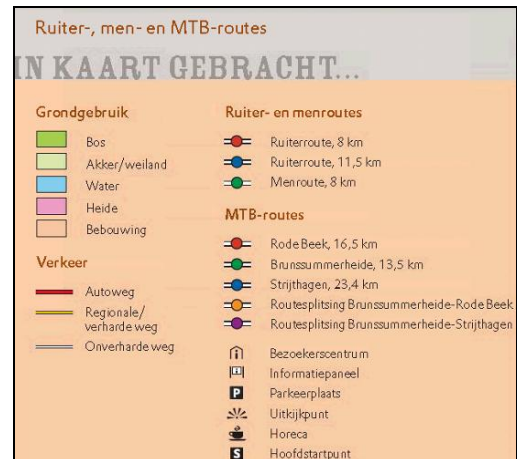 Ruiter-, men- en MTB-routes
IN KAART GEBRACHT...
Grondgebruik
Bos
Akker/weiland
Water
Heide
Bebouwing
Verkeer
Autoweg
Regionale/
verharde weg
Onverharde weg
Ruiter- en menroutes
Ruiterroute, 8 km
Ruiterroute, 11,5 km
Menroute, 8 km
MTB-routes
Rode Beek, 16,5 km
Brunssummerheide, 13,5 km
Strijthagen, 23,4 km
Routesplitsing Brunssummerheide-Rode Beek
Routesplitsing Brunssummerheide-Strijthagen
Bezoekerscentrum
Informatiepaneel
P Parkeerplaats
Uitkijkpunt
Horeca
S Hoofdstartpunt